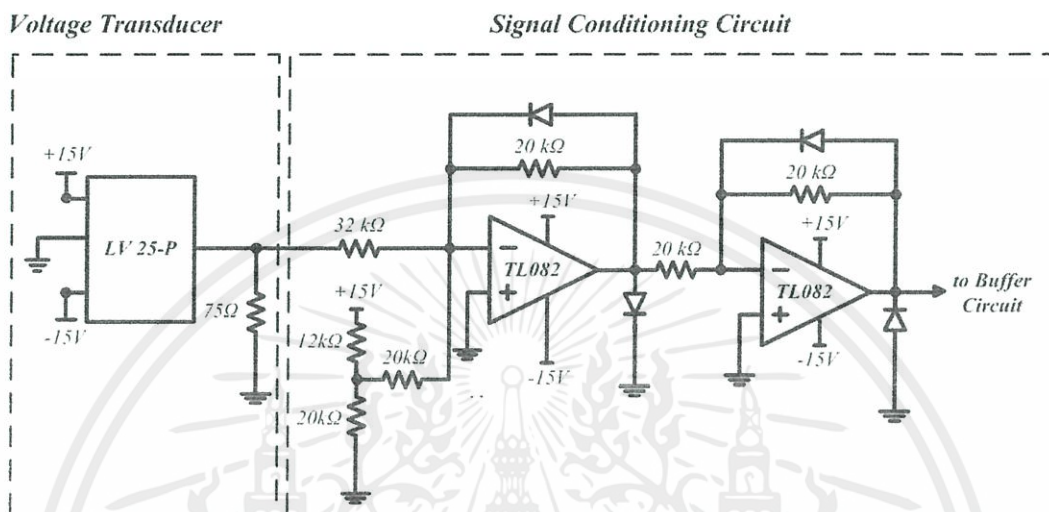 Voltage Transducer
Signal Conditioning Circuit
+15V
LV 25-P
-15V
75Ω
32 kΩ
+15V
12kΩ
20kΩ
20kΩ
20 kΩ
+15V
TL082
-15V
20 kΩ
20 kΩ
+15V
TL082
-15V
to Buffer
Circuit